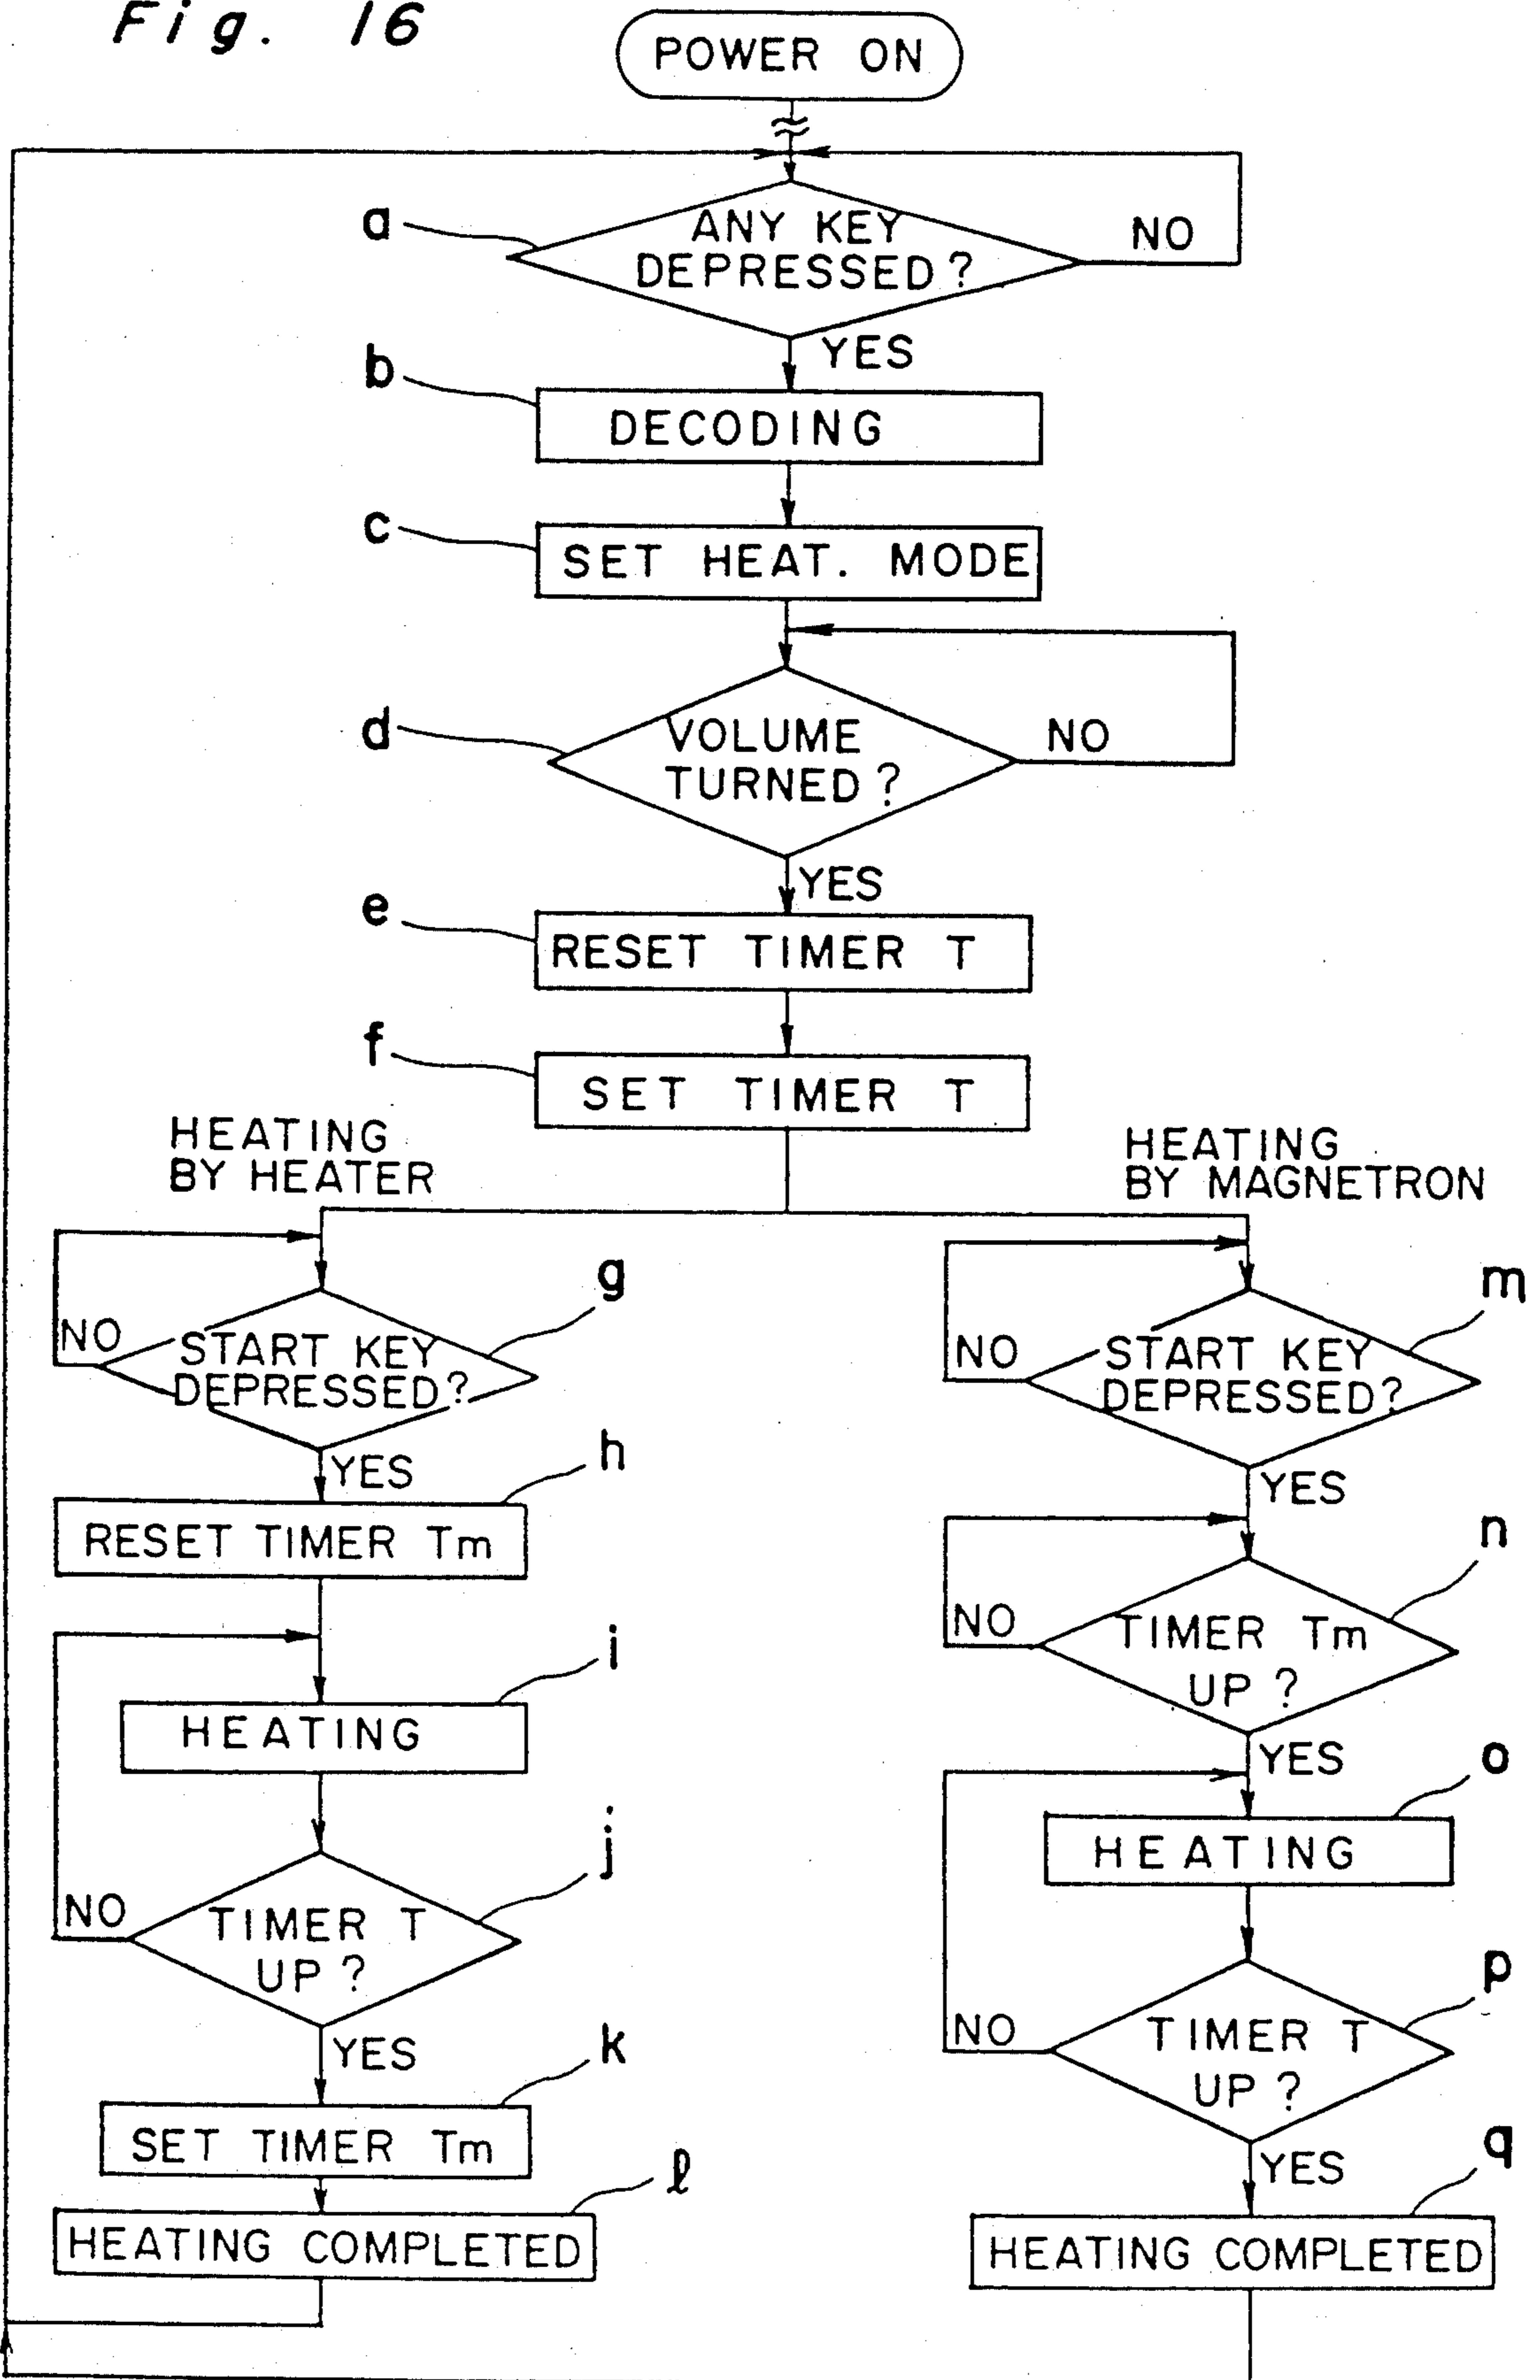 Fig. 16
POWER ON
a
ANY KEY
DEPRESSED?
NO
YES
b
DECODING
c
SET HEAT. MODE
d
VOLUME
TURNED?
NO
YES
e
RESET TIMER T
f
SET TIMER T
HEATING
BY HEATER
g
NO
START KEY
DEPRESSED?
YES
h
RESET TIMER Tm
i
HEATING
j
NO
TIMER T
UP?
YES
k
SET TIMER Tm
l
HEATING COMPLETED
HEATING
BY MAGNETRON
m
NO
START KEY
DEPRESSED?
YES
n
NO
TIMER Tm
UP?
YES
o
HEATING
p
NO
TIMER T
UP?
YES
q
HEATING COMPLETED